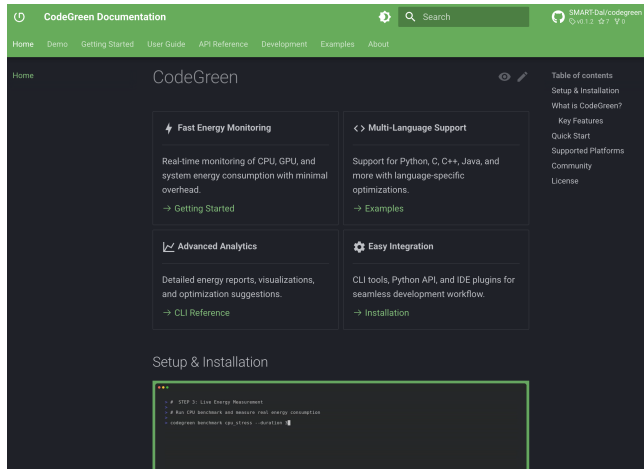 CodeGreen Documentation
Search
SMART-Dal/codegreen
v0.1.2 7 0
Home Demo Getting Started User Guide API Reference Development Examples About
Home
CodeGreen
Fast Energy Monitoring
Real-time monitoring of CPU, GPU, and
system energy consumption with minimal
overhead.
→ Getting Started
<> Multi-Language Support
Support for Python, C, C++, Java, and
more with language-specific
optimizations.
→ Examples
Advanced Analytics
Detailed energy reports, visualizations,
and optimization suggestions.
→ CLI Reference
Easy Integration
CLI tools, Python API, and IDE plugins for
seamless development workflow.
→ Installation
Setup & Installation
# STEP 3: Live Energy Measurement
# Run CPU benchmark and measure real energy consumption
codegreen benchmark cpu_stress --duration 3
Table of contents
Setup & Installation
What is CodeGreen?
Key Features
Quick Start
Supported Platforms
Community
License